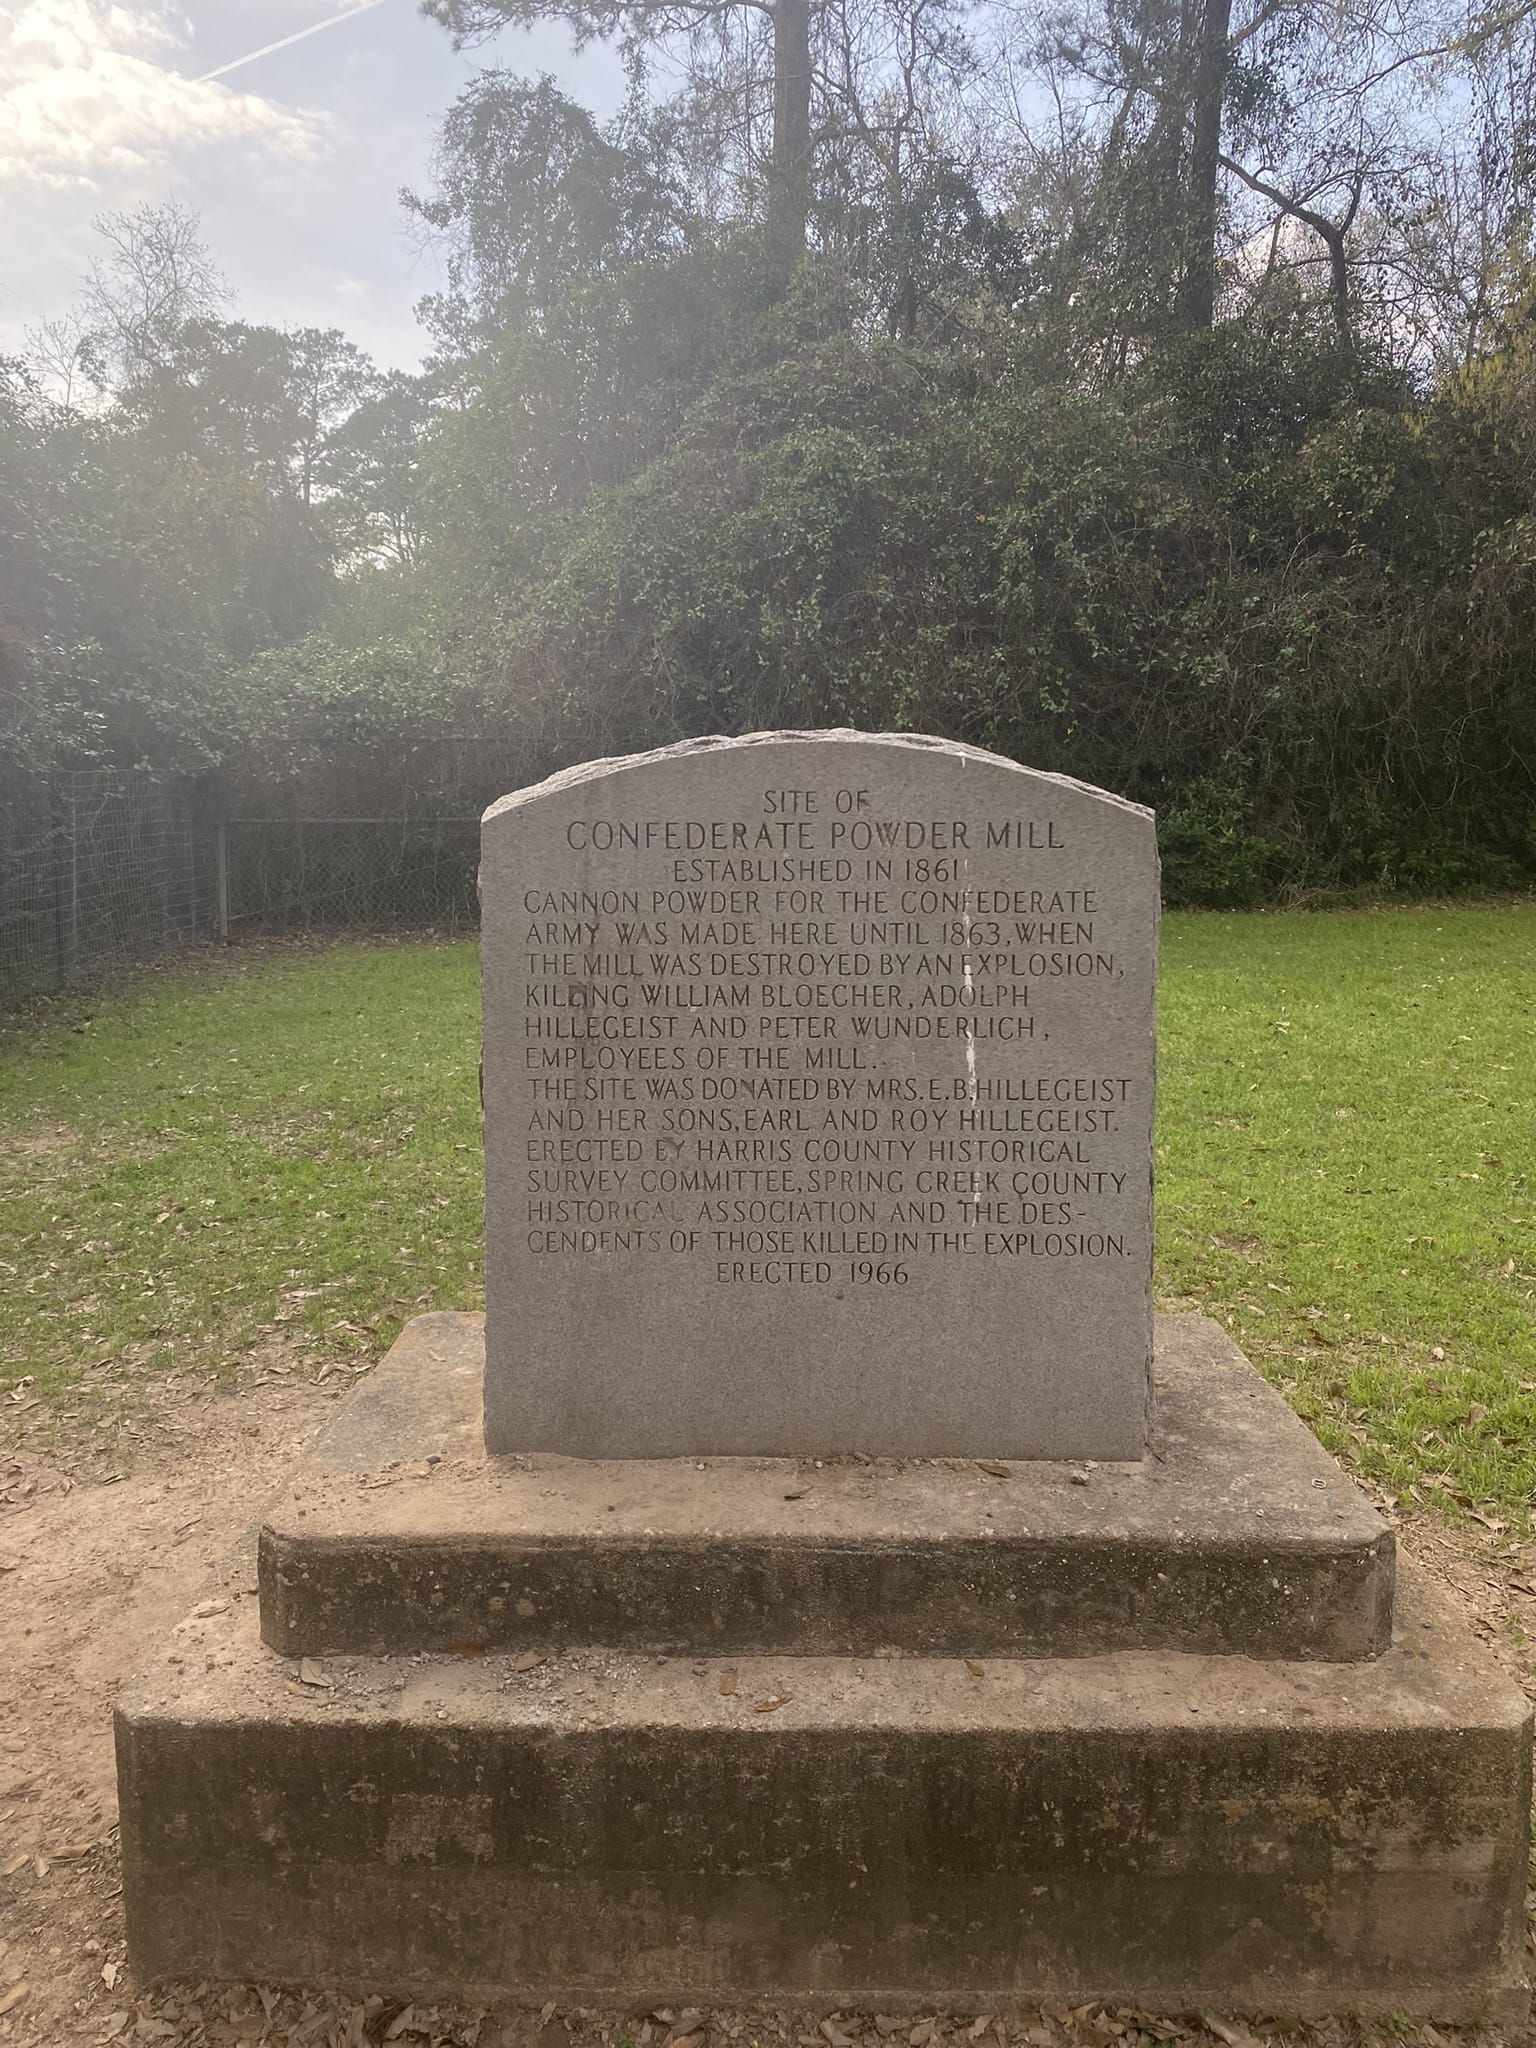 SITE OF
CONFEDERATE POWDER MILL
ESTABLISHED IN 1861
CANNON POWDER FOR THE CONFEDERATE
ARMY WAS MADE HERE UNTIL 1863, WHEN
THE MILL WAS DESTROYED BY AN EXPLOSION,
KILLING WILLIAM BLOECHER, ADOLPH
HILLEGEIST AND PETER WUNDERLICH,
EMPLOYEES OF THE MILL.
THE SITE WAS DONATED BY MRS. E. B. HILLEGEIST
AND HER SONS, EARL AND ROY HILLEGEIST.
ERECTED BY HARRIS COUNTY HISTORICAL
SURVEY COMMITTEE, SPRING CREEK COUNTY
HISTORICAL ASSOCIATION AND THE DES-
CENDENTS OF THOSE KILLED IN THE EXPLOSION.
ERECTED 1966